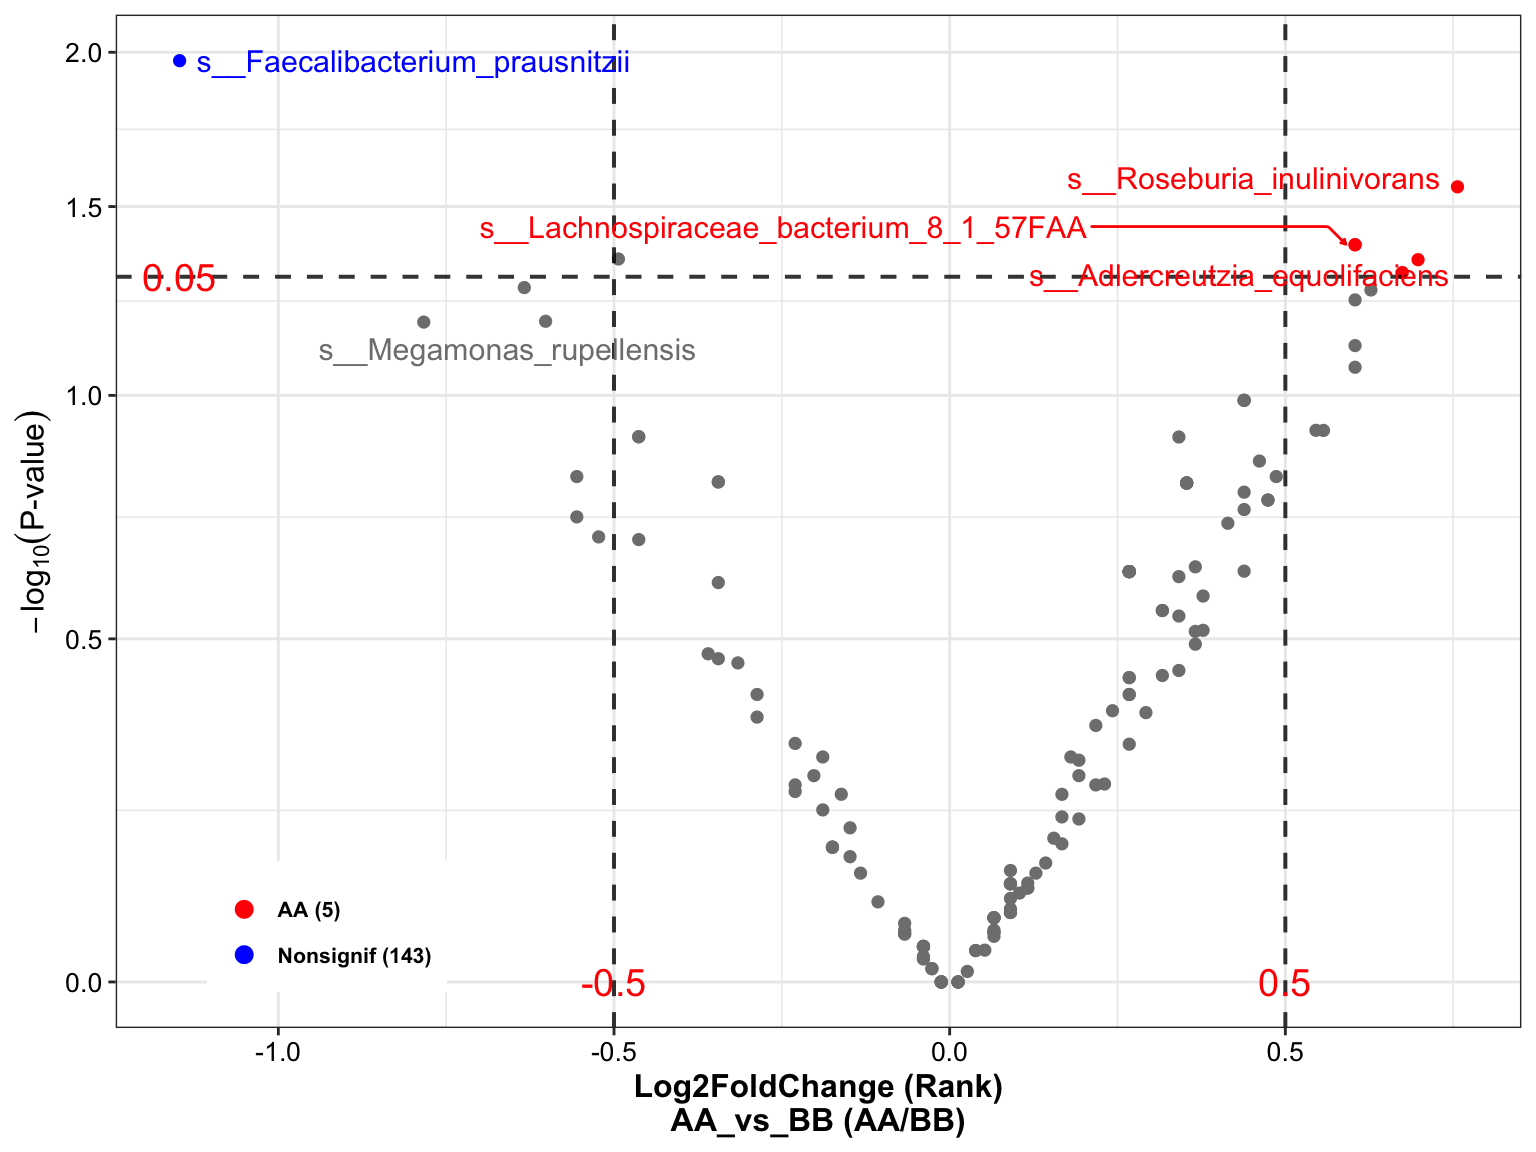 2.0
s__Faecalibacterium_prausnitzii
s__Roseburia_inulinivorans
1.5
s__Lachnospiraceae_bacterium_8_1_57FAA
0.05
s__Adlercreutzia_equolifaciens
s__Megamonas_rupellensis
1.0
−log10(P-value)
0.5
AA (5)
Nonsignif (143)
0.0
-0.5
0.5
-1.0
-0.5
0.0
0.5
Log2FoldChange (Rank)
AA_vs_BB (AA/BB)